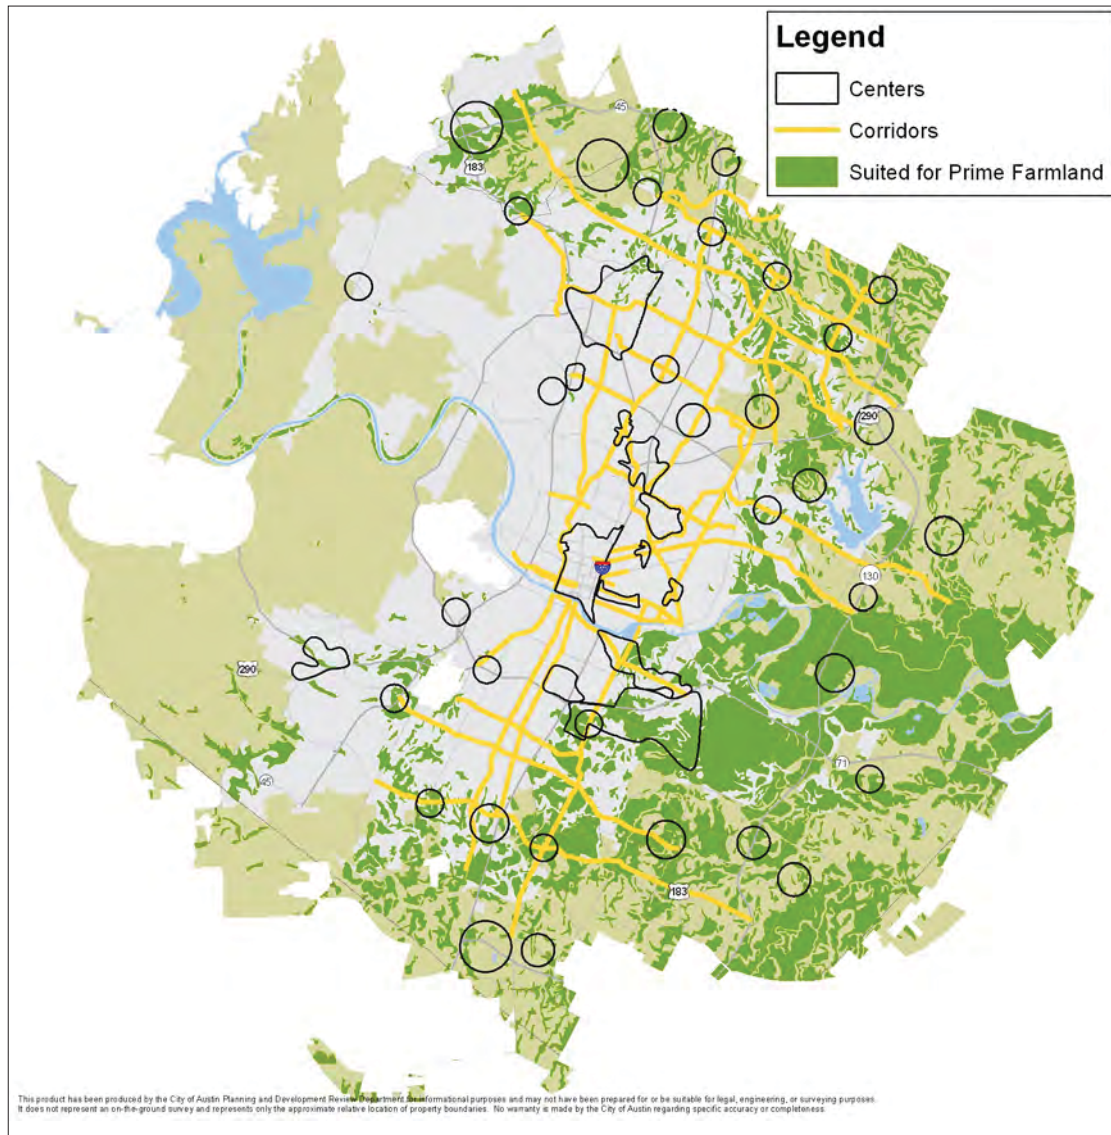 Legend
Centers
Corridors
Suited for Prime Farmland
45
183
290
130
290
71
45
183
This product has been produced by the City of Austin Planning and Development Review Department for informational purposes and may not have been prepared for or be suitable for legal, engineering, or surveying purposes.
It does not represent an on-the-ground survey and represents only the approximate relative location of property boundaries. No warranty is made by the City of Austin regarding specific accuracy or completeness.